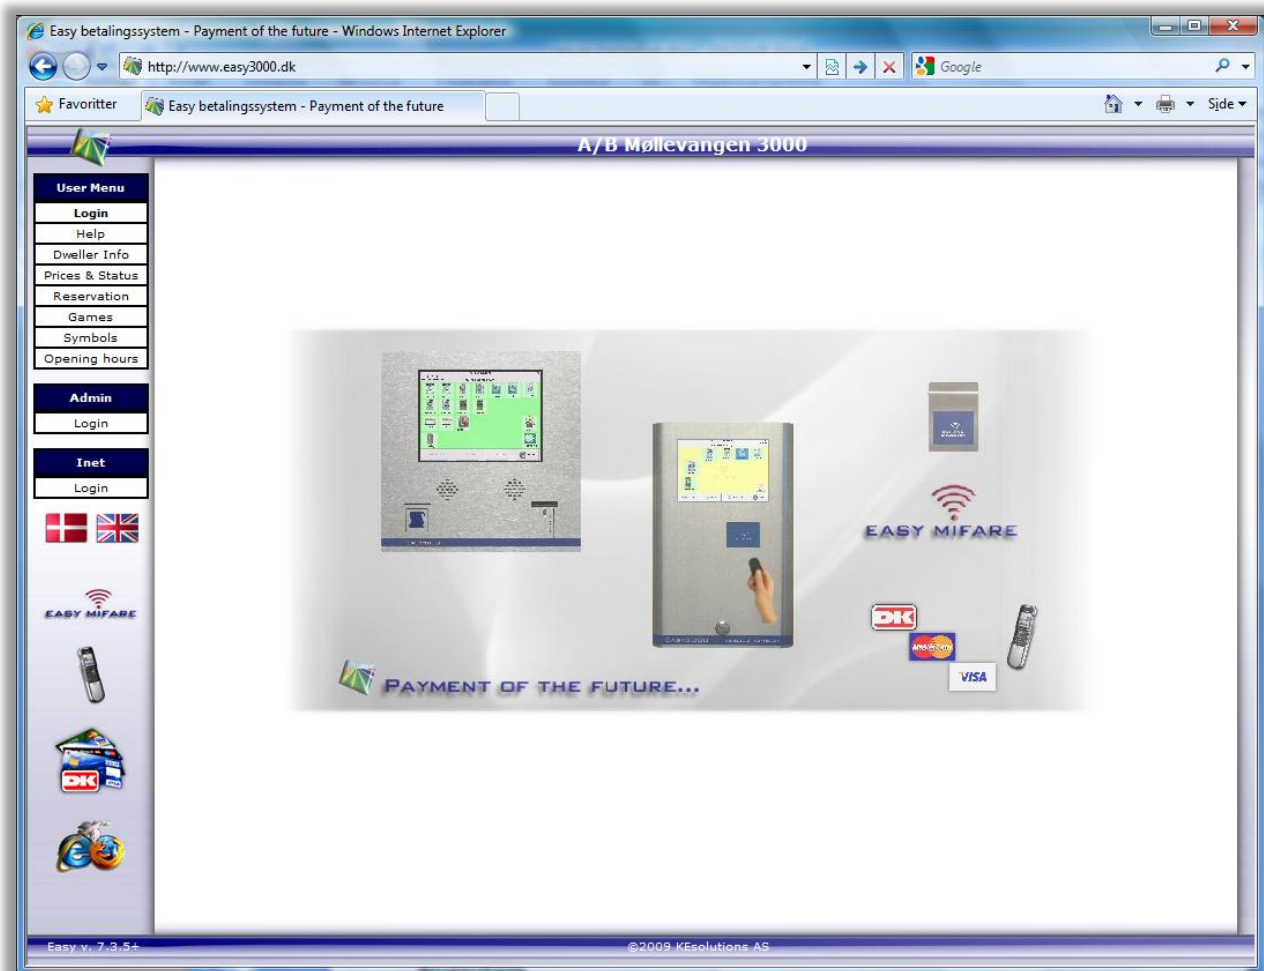 Easy betalingssystem - Payment of the future - Windows Internet Explorer
http://www.easy3000.dk
Google
Favoritter
Easy betalingssystem - Payment of the future
Side
A/B Møllevangen 3000
User Menu
Login
Help
Dweller Info
Prices & Status
Reservation
Games
Symbols
Opening hours
Admin
Login
Inet
Login
EASY MIFARE
DK
EASY MIFARE
DK
MasterCard
VISA
EASY3000
PAYMENT OF THE FUTURE...
Easy v. 7.3.5+
©2009 KEsolutions AS